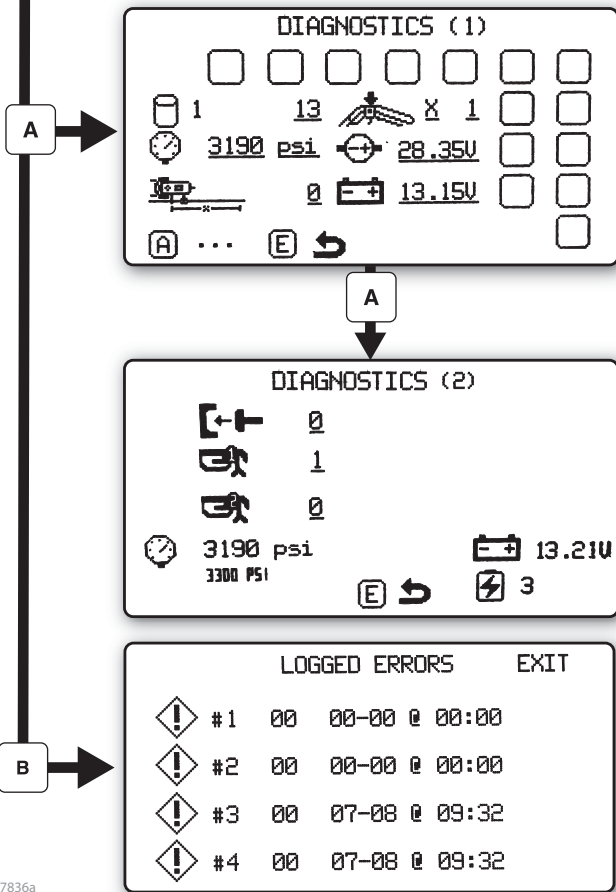 DIAGNOSTICS (1)
1 13 X 1
A 3190 psi 28.35V
x 0 13.15V
A ... E
A
DIAGNOSTICS (2)
0
1
0
3190 psi 13.21V
3300 PSI
E 3
LOGGED ERRORS EXIT
#1 00 00-00 @ 00:00
B #2 00 00-00 @ 00:00
#3 00 07-08 @ 09:32
#4 00 07-08 @ 09:32
7836a